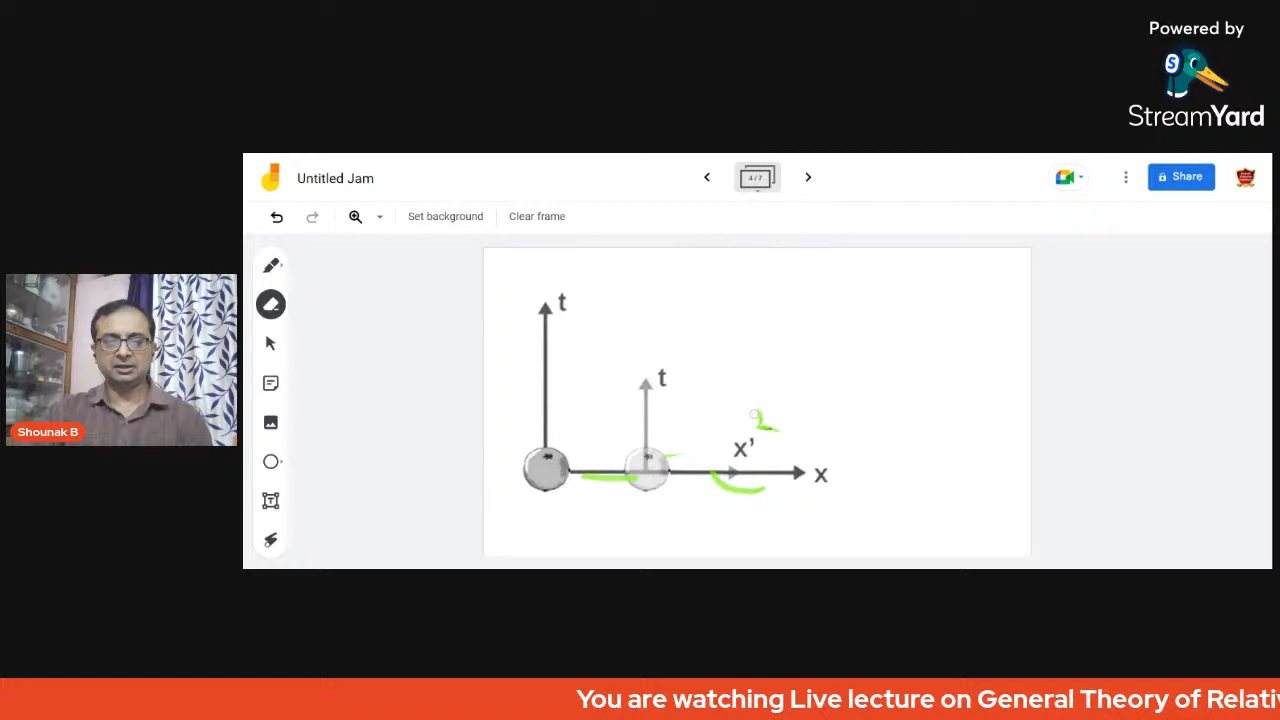 Powered by
StreamYard
Untitled Jam
4 / 7
Share
Set background
Clear frame
t
t
x'
x
Shounak B
You are watching Live lecture on General Theory of Relati